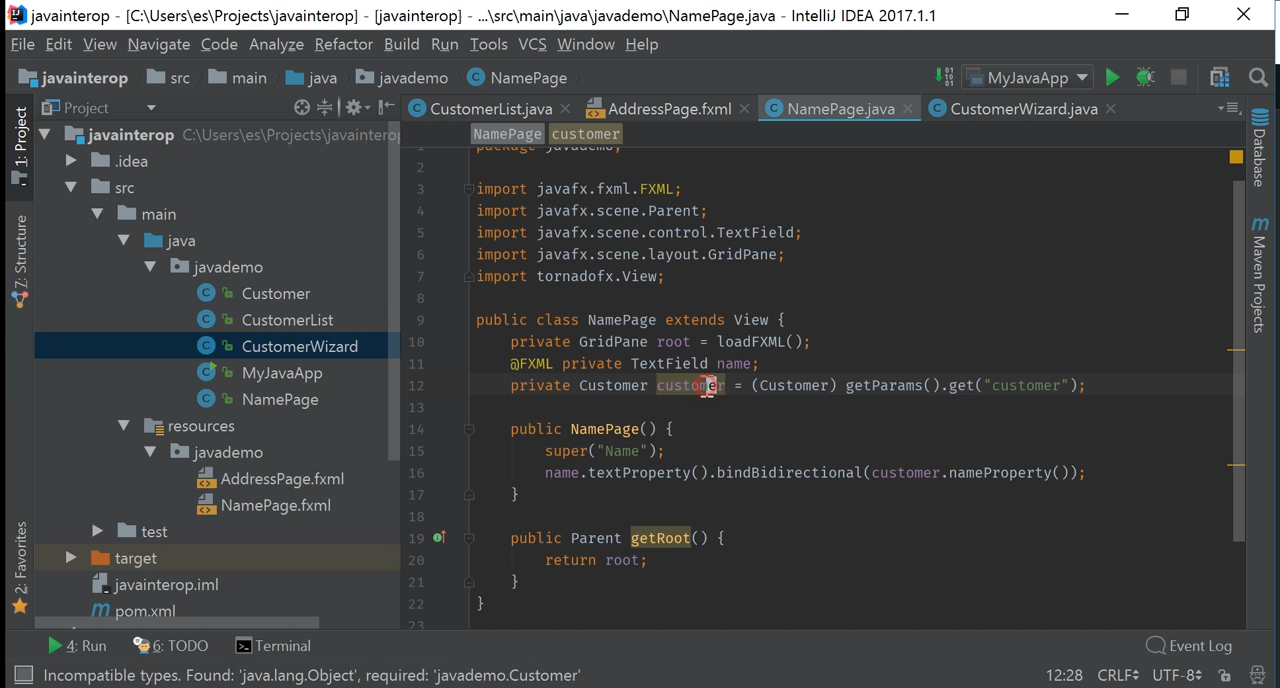 javainterop - [C:\Users\es\Projects\javainterop] - [javainterop] - ...\src\main\java\javademo\NamePage.java - IntelliJ IDEA 2017.1.1
File Edit View Navigate Code Analyze Refactor Build Run Tools VCS Window Help
javainterop src main java javademo NamePage MyJavaApp
Project CustomerList.java AddressPage.fxml NamePage.java CustomerWizard.java
NamePage customer
1: Project
Z: Structure
2: Favorites
javainterop C:\Users\es\Projects\javainterop
.idea
src
main
java
javademo
Customer
CustomerList
CustomerWizard
MyJavaApp
NamePage
resources
javademo
AddressPage.fxml
NamePage.fxml
test
target
javainterop.iml
pom.xml
1 package javademo;
2
3 import javafx.fxml.FXML;
4 import javafx.scene.Parent;
5 import javafx.scene.control.TextField;
6 import javafx.scene.layout.GridPane;
7 import tornadofx.View;
8
9 public class NamePage extends View {
10 private GridPane root = loadFXML();
11 @FXML private TextField name;
12 private Customer customer = (Customer) getParams().get("customer");
13
14 public NamePage() {
15 super("Name");
16 name.textProperty().bindBidirectional(customer.nameProperty());
17 }
18
19 public Parent getRoot() {
20 return root;
21 }
22 }
23
Database
Maven Projects
4: Run 6: TODO Terminal Event Log
Incompatible types. Found: 'java.lang.Object', required: 'javademo.Customer' 12:28 CRLF UTF-8